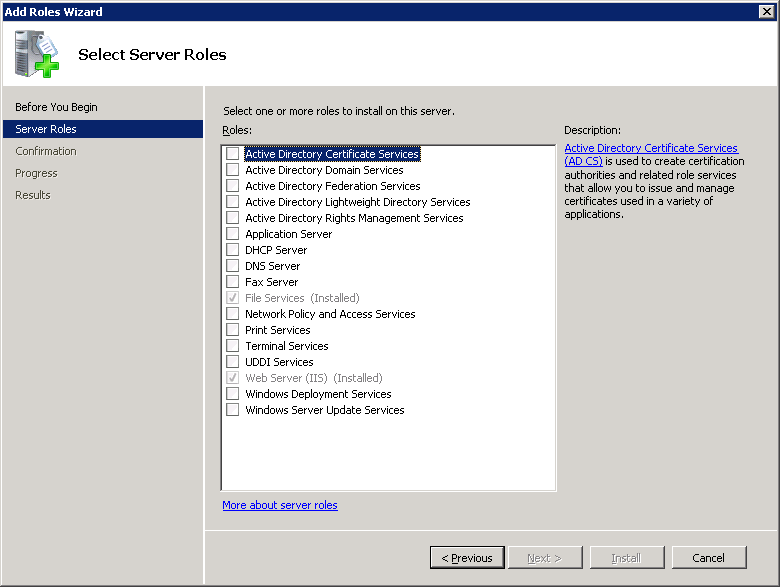 Add Roles Wizard
Select Server Roles
Before You Begin
Server Roles
Confirmation
Progress
Results
Select one or more roles to install on this server.
Roles:
Active Directory Certificate Services
Active Directory Domain Services
Active Directory Federation Services
Active Directory Lightweight Directory Services
Active Directory Rights Management Services
Application Server
DHCP Server
DNS Server
Fax Server
File Services (Installed)
Network Policy and Access Services
Print Services
Terminal Services
UDDI Services
Web Server (IIS) (Installed)
Windows Deployment Services
Windows Server Update Services
More about server roles
Description:
Active Directory Certificate Services
(AD CS) is used to create certification
authorities and related role services
that allow you to issue and manage
certificates used in a variety of
applications.
< Previous
Next >
Install
Cancel